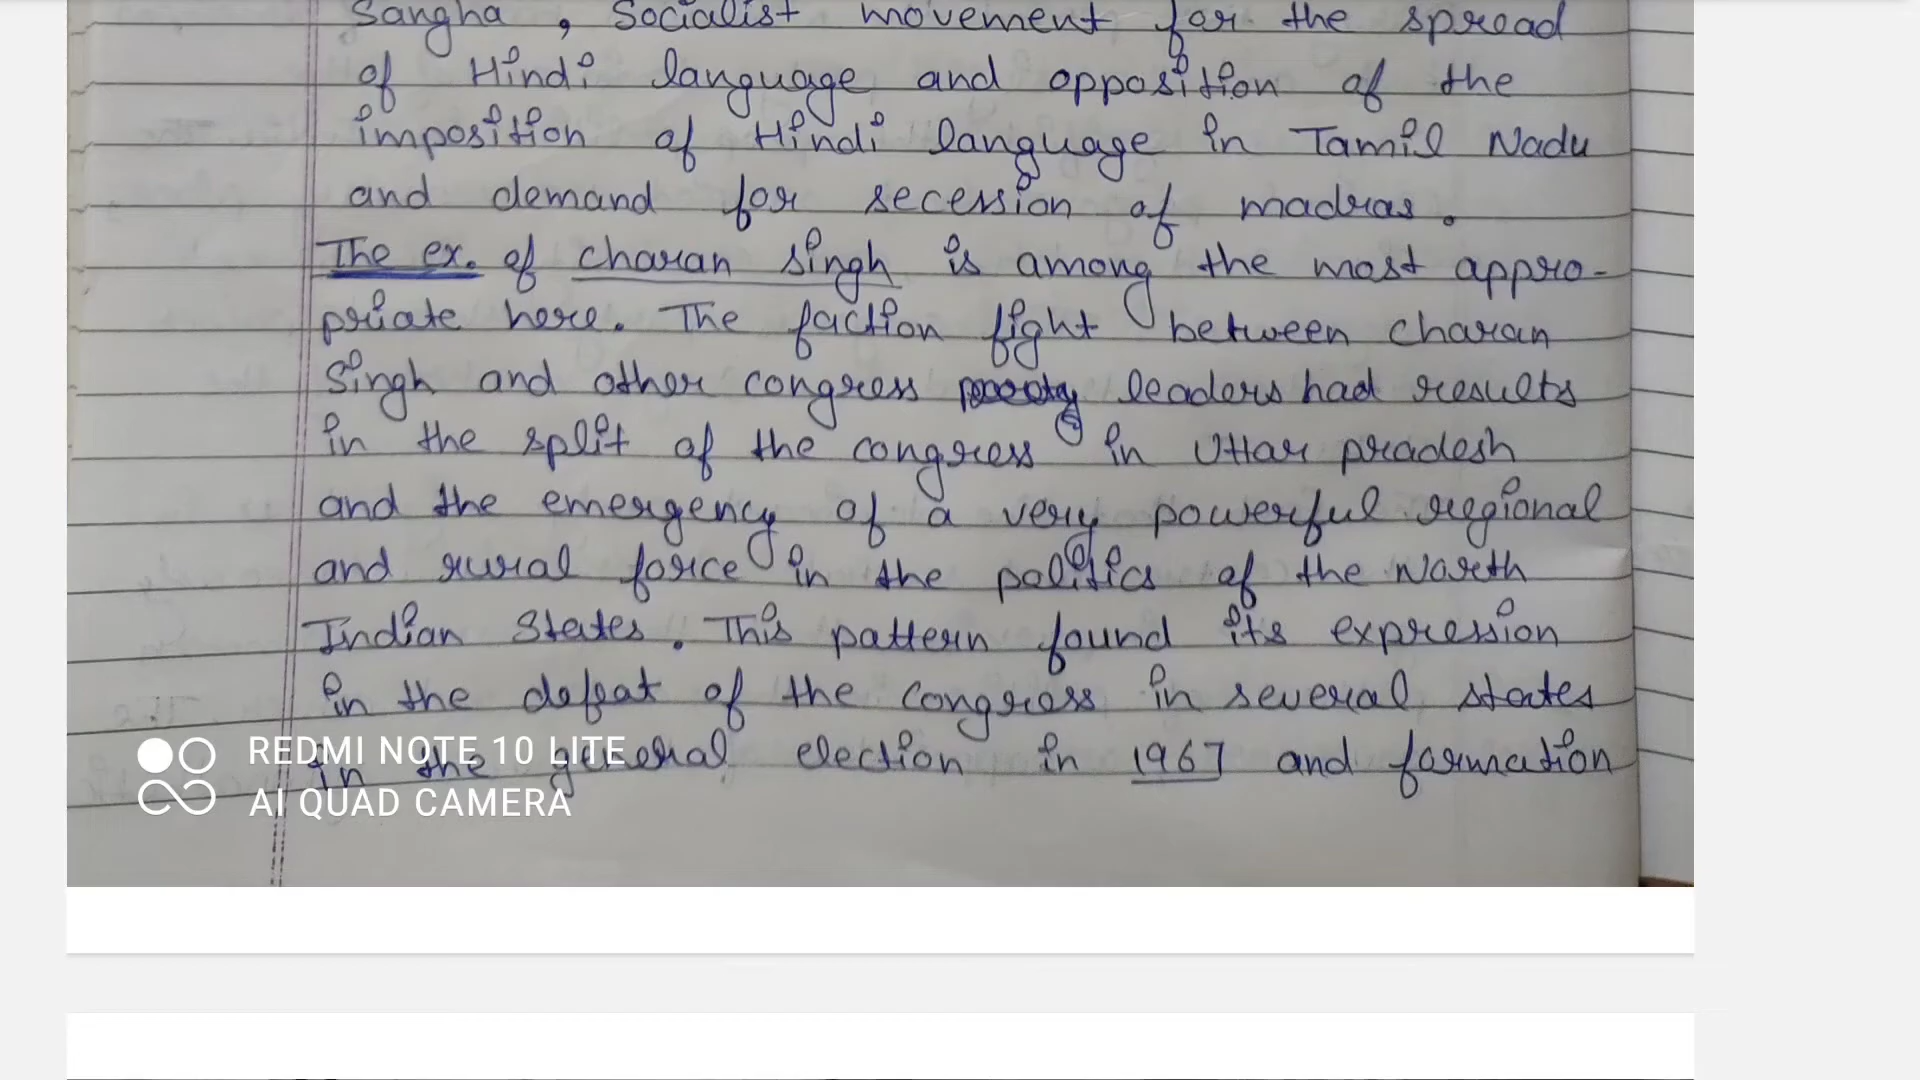 Sangha, Socialist movement for the spread
of Hindi language and opposition of the
imposition of Hindi language in Tamil Nadu
and demand for secession of madras.
The ex. of charan singh is among the most appro-
priate here. The faction fight between charan
Singh and other congress party leaders had results
in the split of the congress in Uttar pradesh
and the emergency of a very powerful regional
and rural force in the politics of the North
Indian States. This pattern found its expression
in the defeat of the congress in several states
in the general election in 1967 and formation
REDMI NOTE 10 LITE
AI QUAD CAMERA